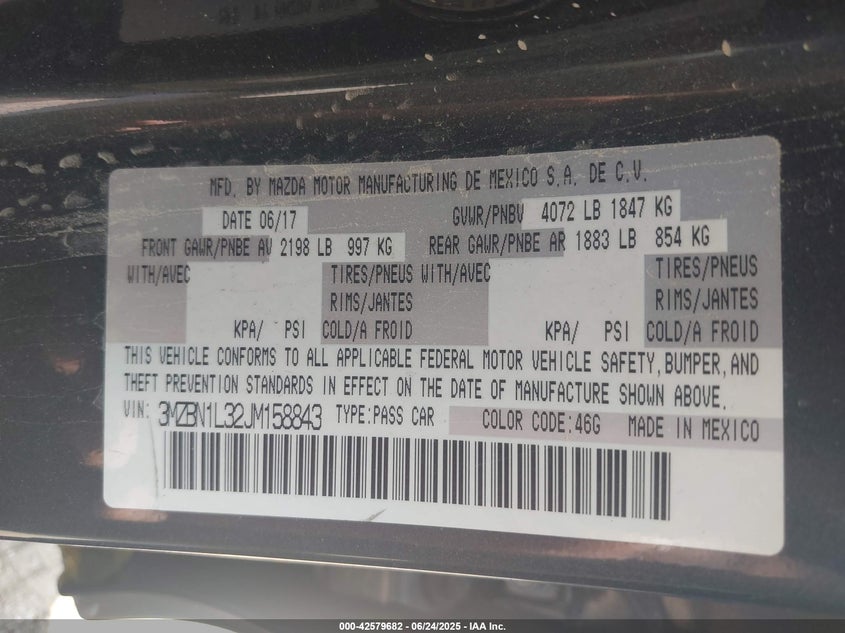 MFD. BY MAZDA MOTOR MANUFACTURING DE MEXICO S.A. DE C.V.
DATE 06/17 GVWR/PNBV 4072 LB 1847 KG
FRONT GAWR/PNBE AV 2198 LB 997 KG REAR GAWR/PNBE AR 1883 LB 854 KG
WITH/AVEC TIRES/PNEUS WITH/AVEC TIRES/PNEUS
RIMS/JANTES RIMS/JANTES
KPA/ PSI COLD/A FROID KPA/ PSI COLD/A FROID
THIS VEHICLE CONFORMS TO ALL APPLICABLE FEDERAL MOTOR VEHICLE SAFETY,BUMPER,AND
THEFT PREVENTION STANDARDS IN EFFECT ON THE DATE OF MANUFACTURE SHOWN ABOVE.
VIN: 3MZBN1L32JM158843 TYPE:PASS CAR COLOR CODE:46G MADE IN MEXICO
000-42579682 - 06/24/2025 - IAA Inc.